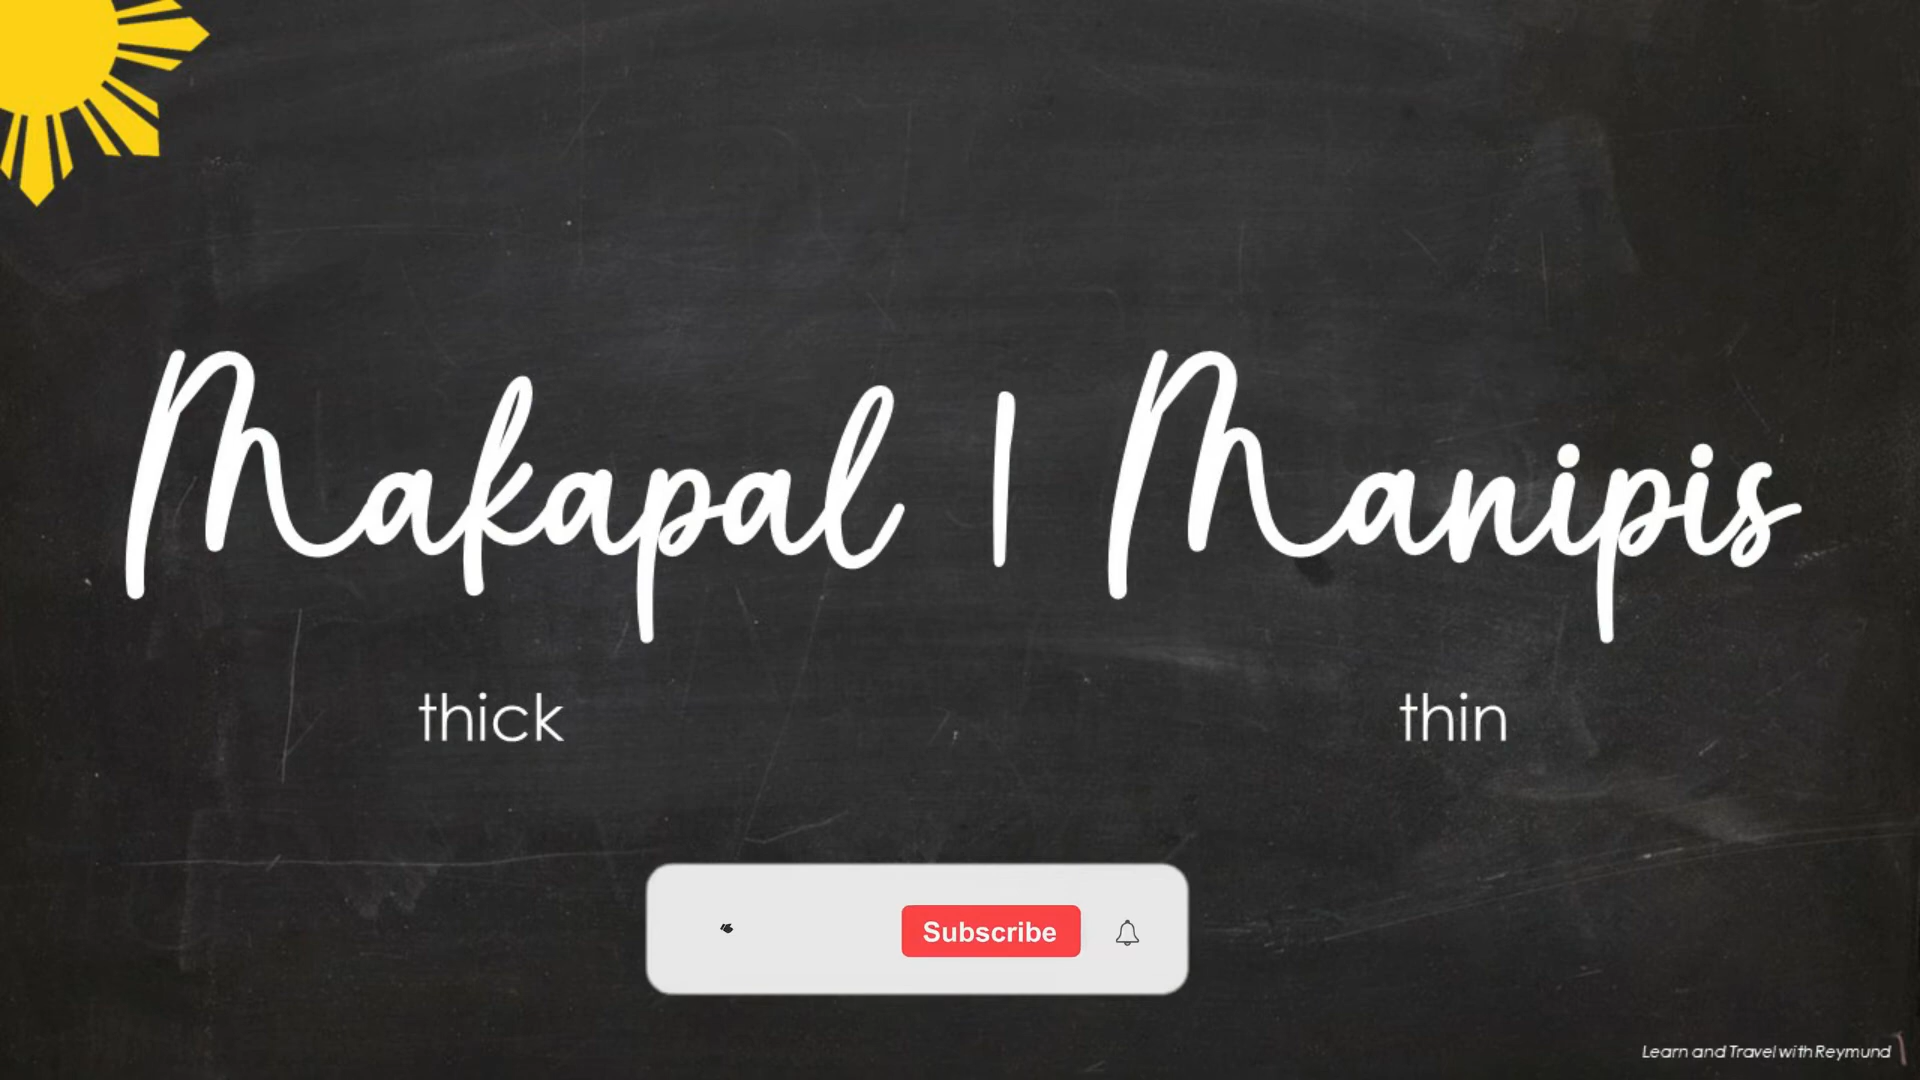 Makapal | Manipis
thick thin
Subscribe
Learn and Travel with Reymund